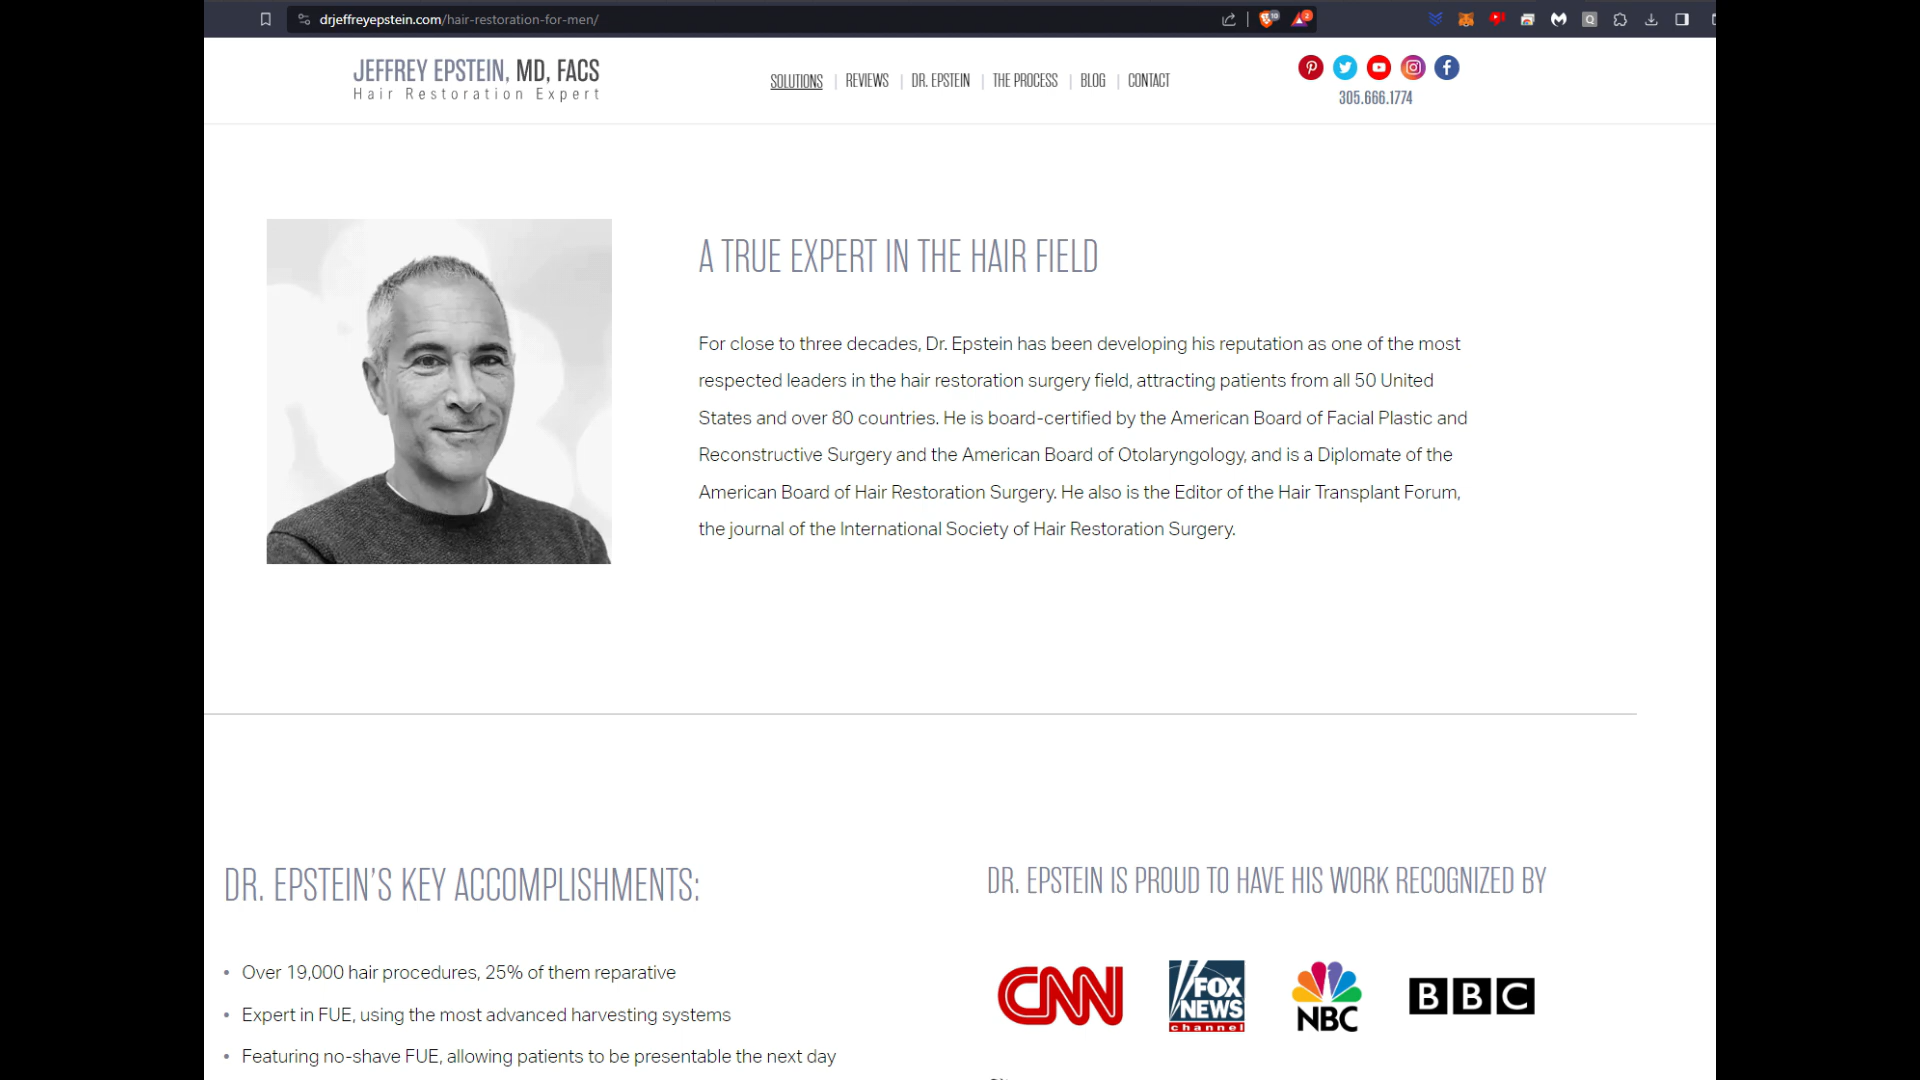 drjeffreyepstein.com/hair-restoration-for-men/
JEFFREY EPSTEIN, MD, FACS
Hair Restoration Expert
SOLUTIONS | REVIEWS | DR. EPSTEIN | THE PROCESS | BLOG | CONTACT
305.666.1774
A TRUE EXPERT IN THE HAIR FIELD
For close to three decades, Dr. Epstein has been developing his reputation as one of the most
respected leaders in the hair restoration surgery field, attracting patients from all 50 United
States and over 80 countries. He is board-certified by the American Board of Facial Plastic and
Reconstructive Surgery and the American Board of Otolaryngology, and is a Diplomate of the
American Board of Hair Restoration Surgery. He also is the Editor of the Hair Transplant Forum,
the journal of the International Society of Hair Restoration Surgery.
DR. EPSTEIN'S KEY ACCOMPLISHMENTS:
• Over 19,000 hair procedures, 25% of them reparative
• Expert in FUE, using the most advanced harvesting systems
• Featuring no-shave FUE, allowing patients to be presentable the next day
DR. EPSTEIN IS PROUD TO HAVE HIS WORK RECOGNIZED BY
CNN
FOX
NEWS
channel
NBC
BBC